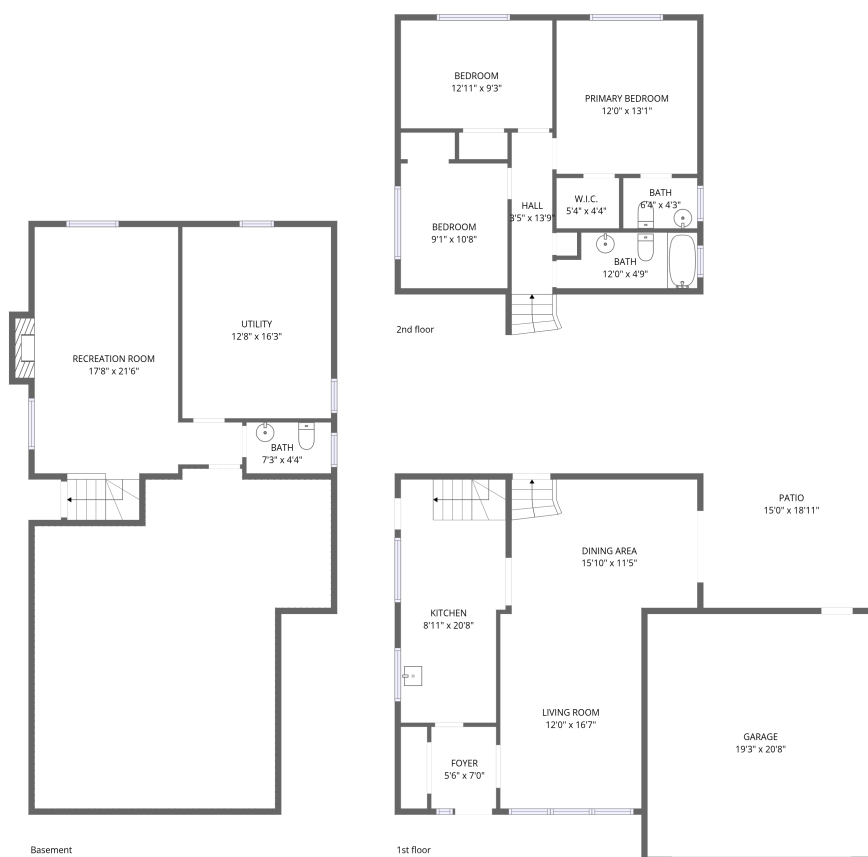 BEDROOM
12'11" x 9'3"
PRIMARY BEDROOM
12'0" x 13'1"
HALL
3'5" x 13'9"
W.I.C.
5'4" x 4'4"
BATH
6'4" x 4'3"
BEDROOM
9'1" x 10'8"
BATH
12'0" x 4'9"
2nd floor
UTILITY
12'8" x 16'3"
RECREATION ROOM
17'8" x 21'6"
BATH
7'3" x 4'4"
Basement
PATIO
15'0" x 18'11"
DINING AREA
15'10" x 11'5"
KITCHEN
8'11" x 20'8"
LIVING ROOM
12'0" x 16'7"
GARAGE
19'3" x 20'8"
FOYER
5'6" x 7'0"
1st floor